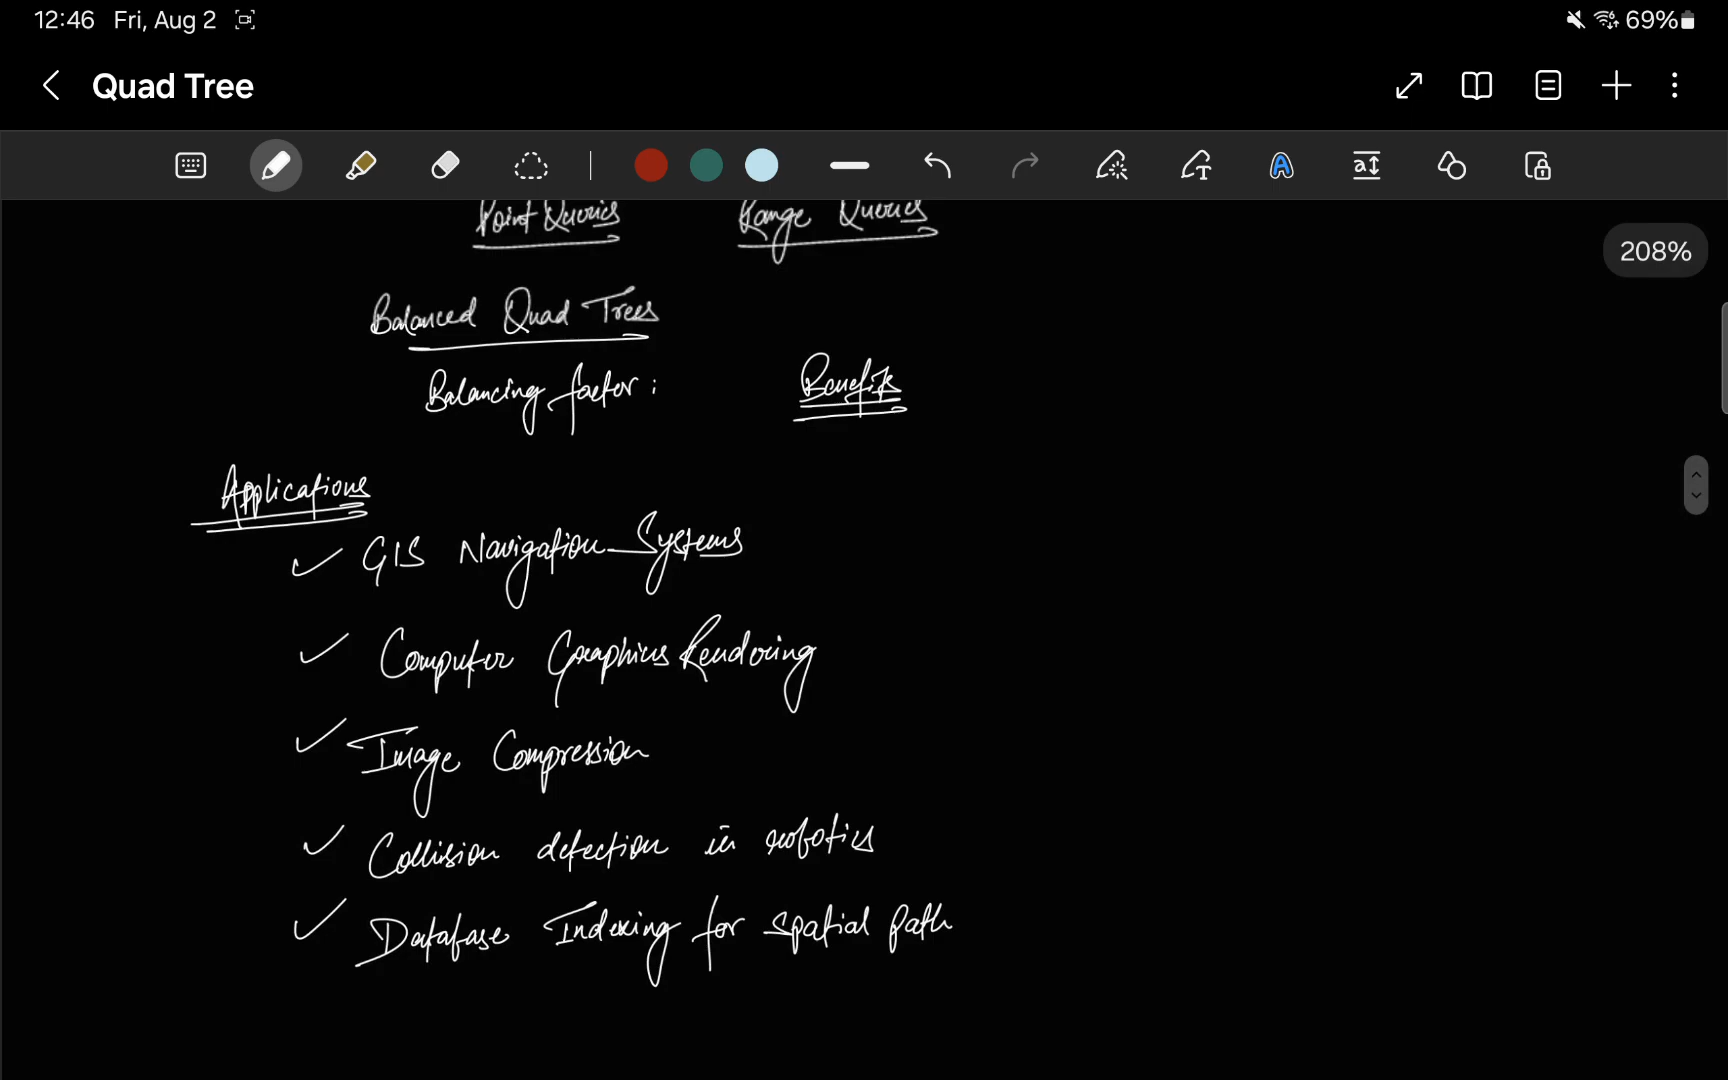 12:46 Fri, Aug 2 69%
Quad Tree
208%
Point Queries Range Queries
Balanced Quad Trees
Balancing factor : Benefits
Applications
✓ GIS Navigation Systems
✓ Computer Graphics Rendering
✓ Image Compression
✓ Collision detection in robotics
✓ Database Indexing for spatial path